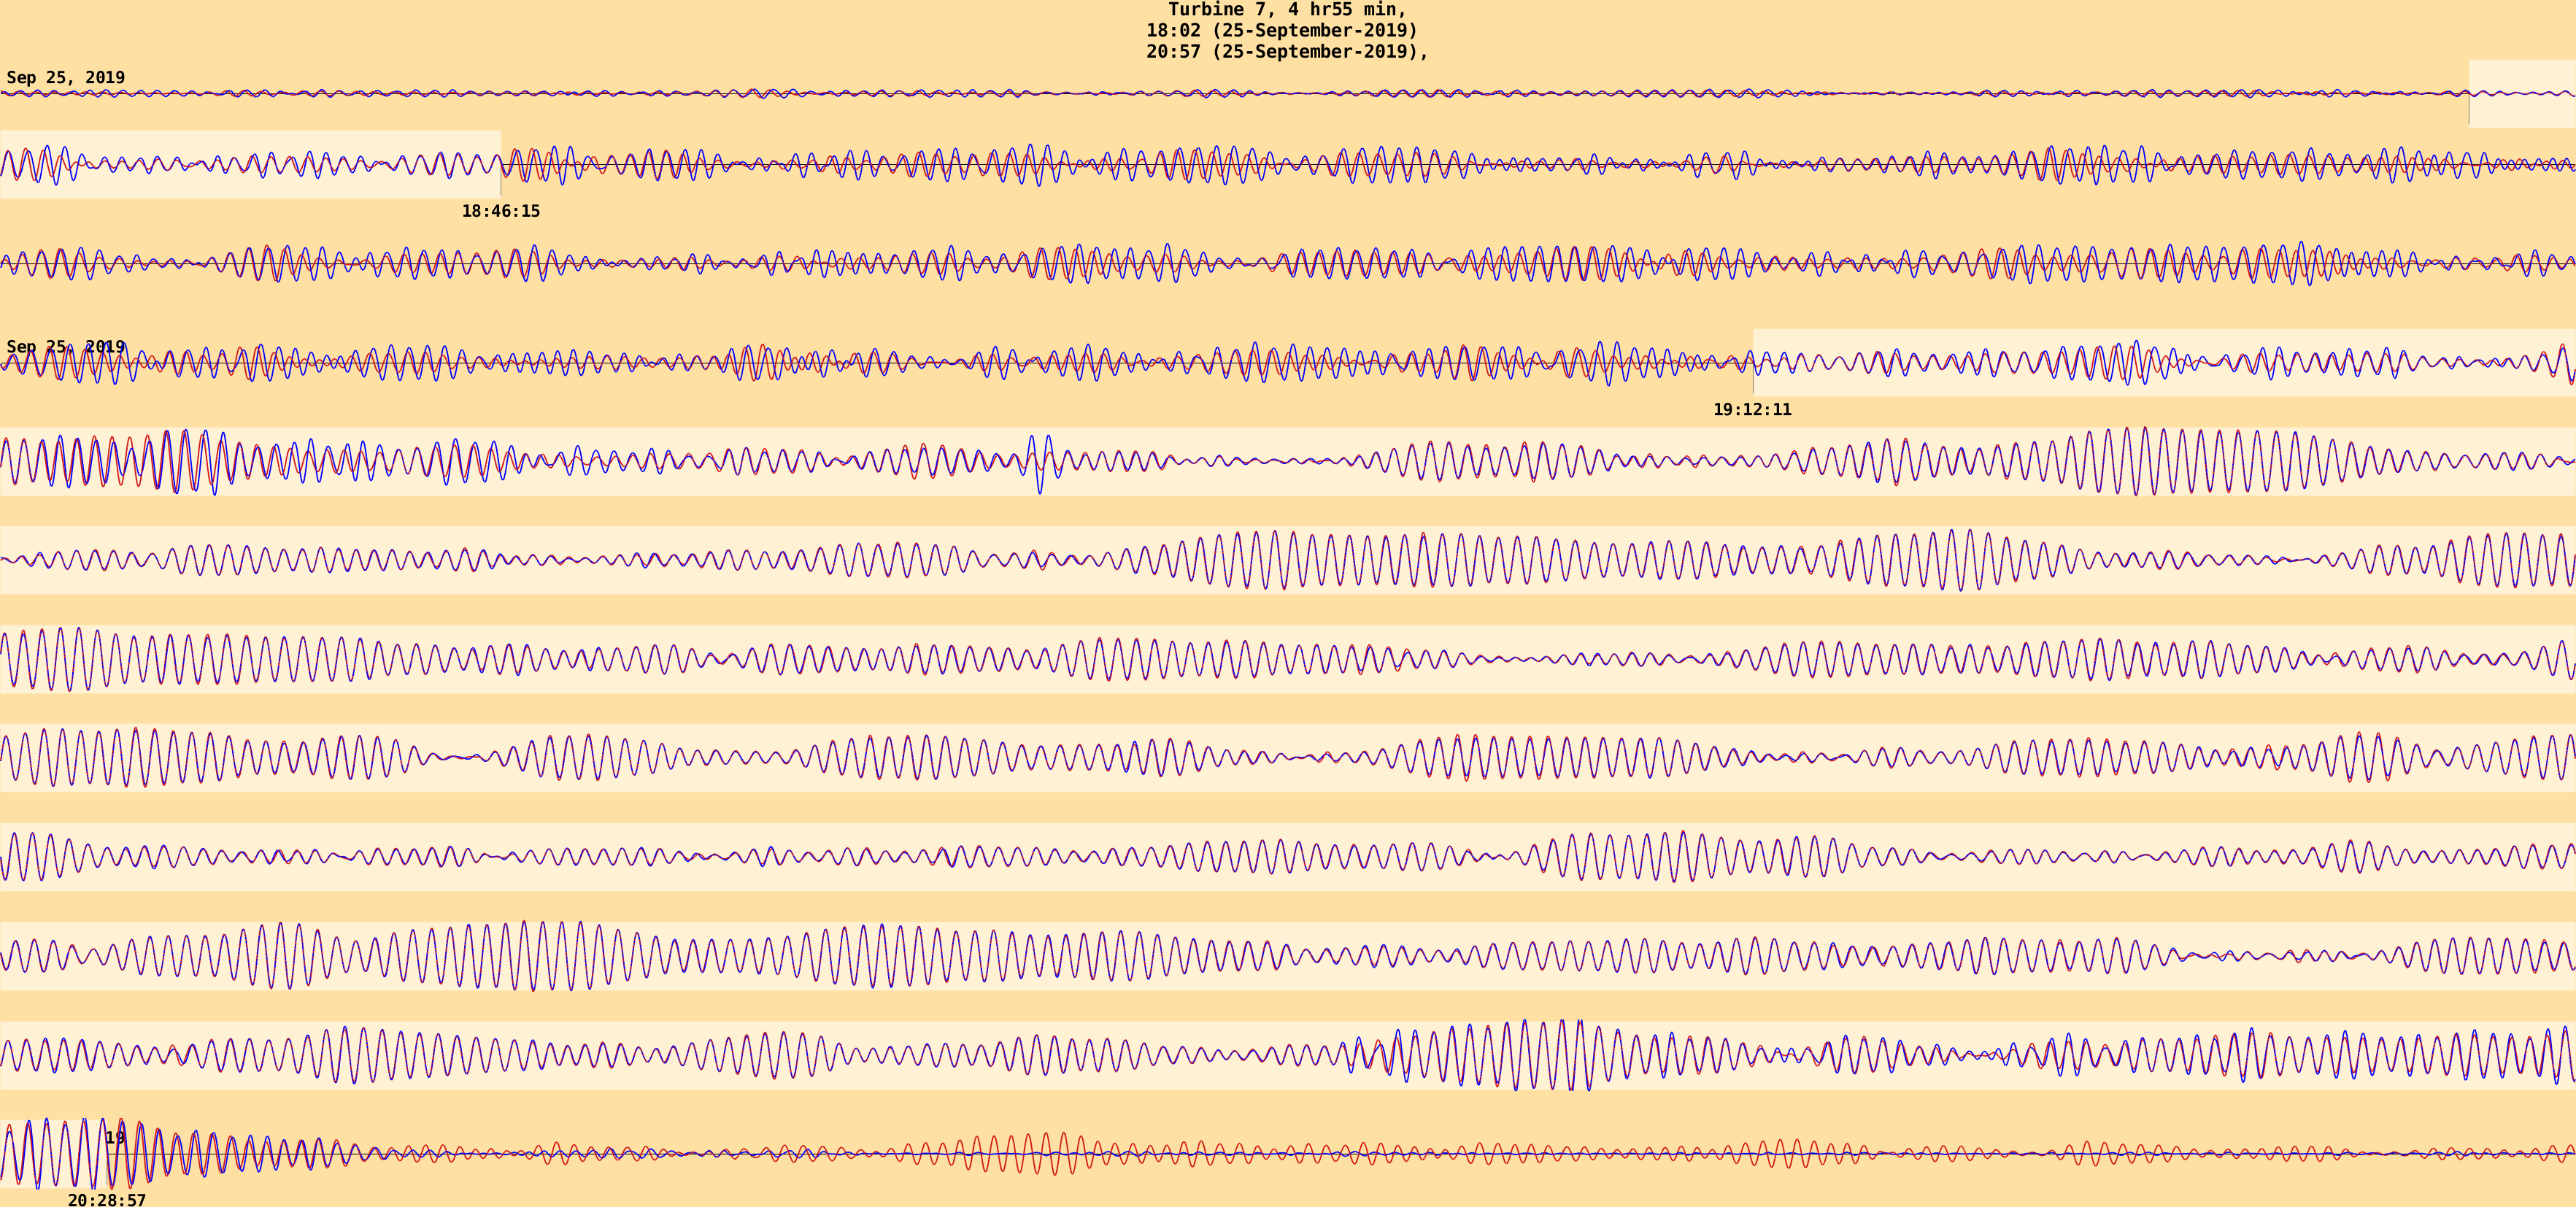 Turbine 7, 4 hr55 min,
18:02 (25-September-2019)
20:57 (25-September-2019),
Sep 25, 2019
18:46:15
Sep 25, 2019
19:12:11
19
20:28:57